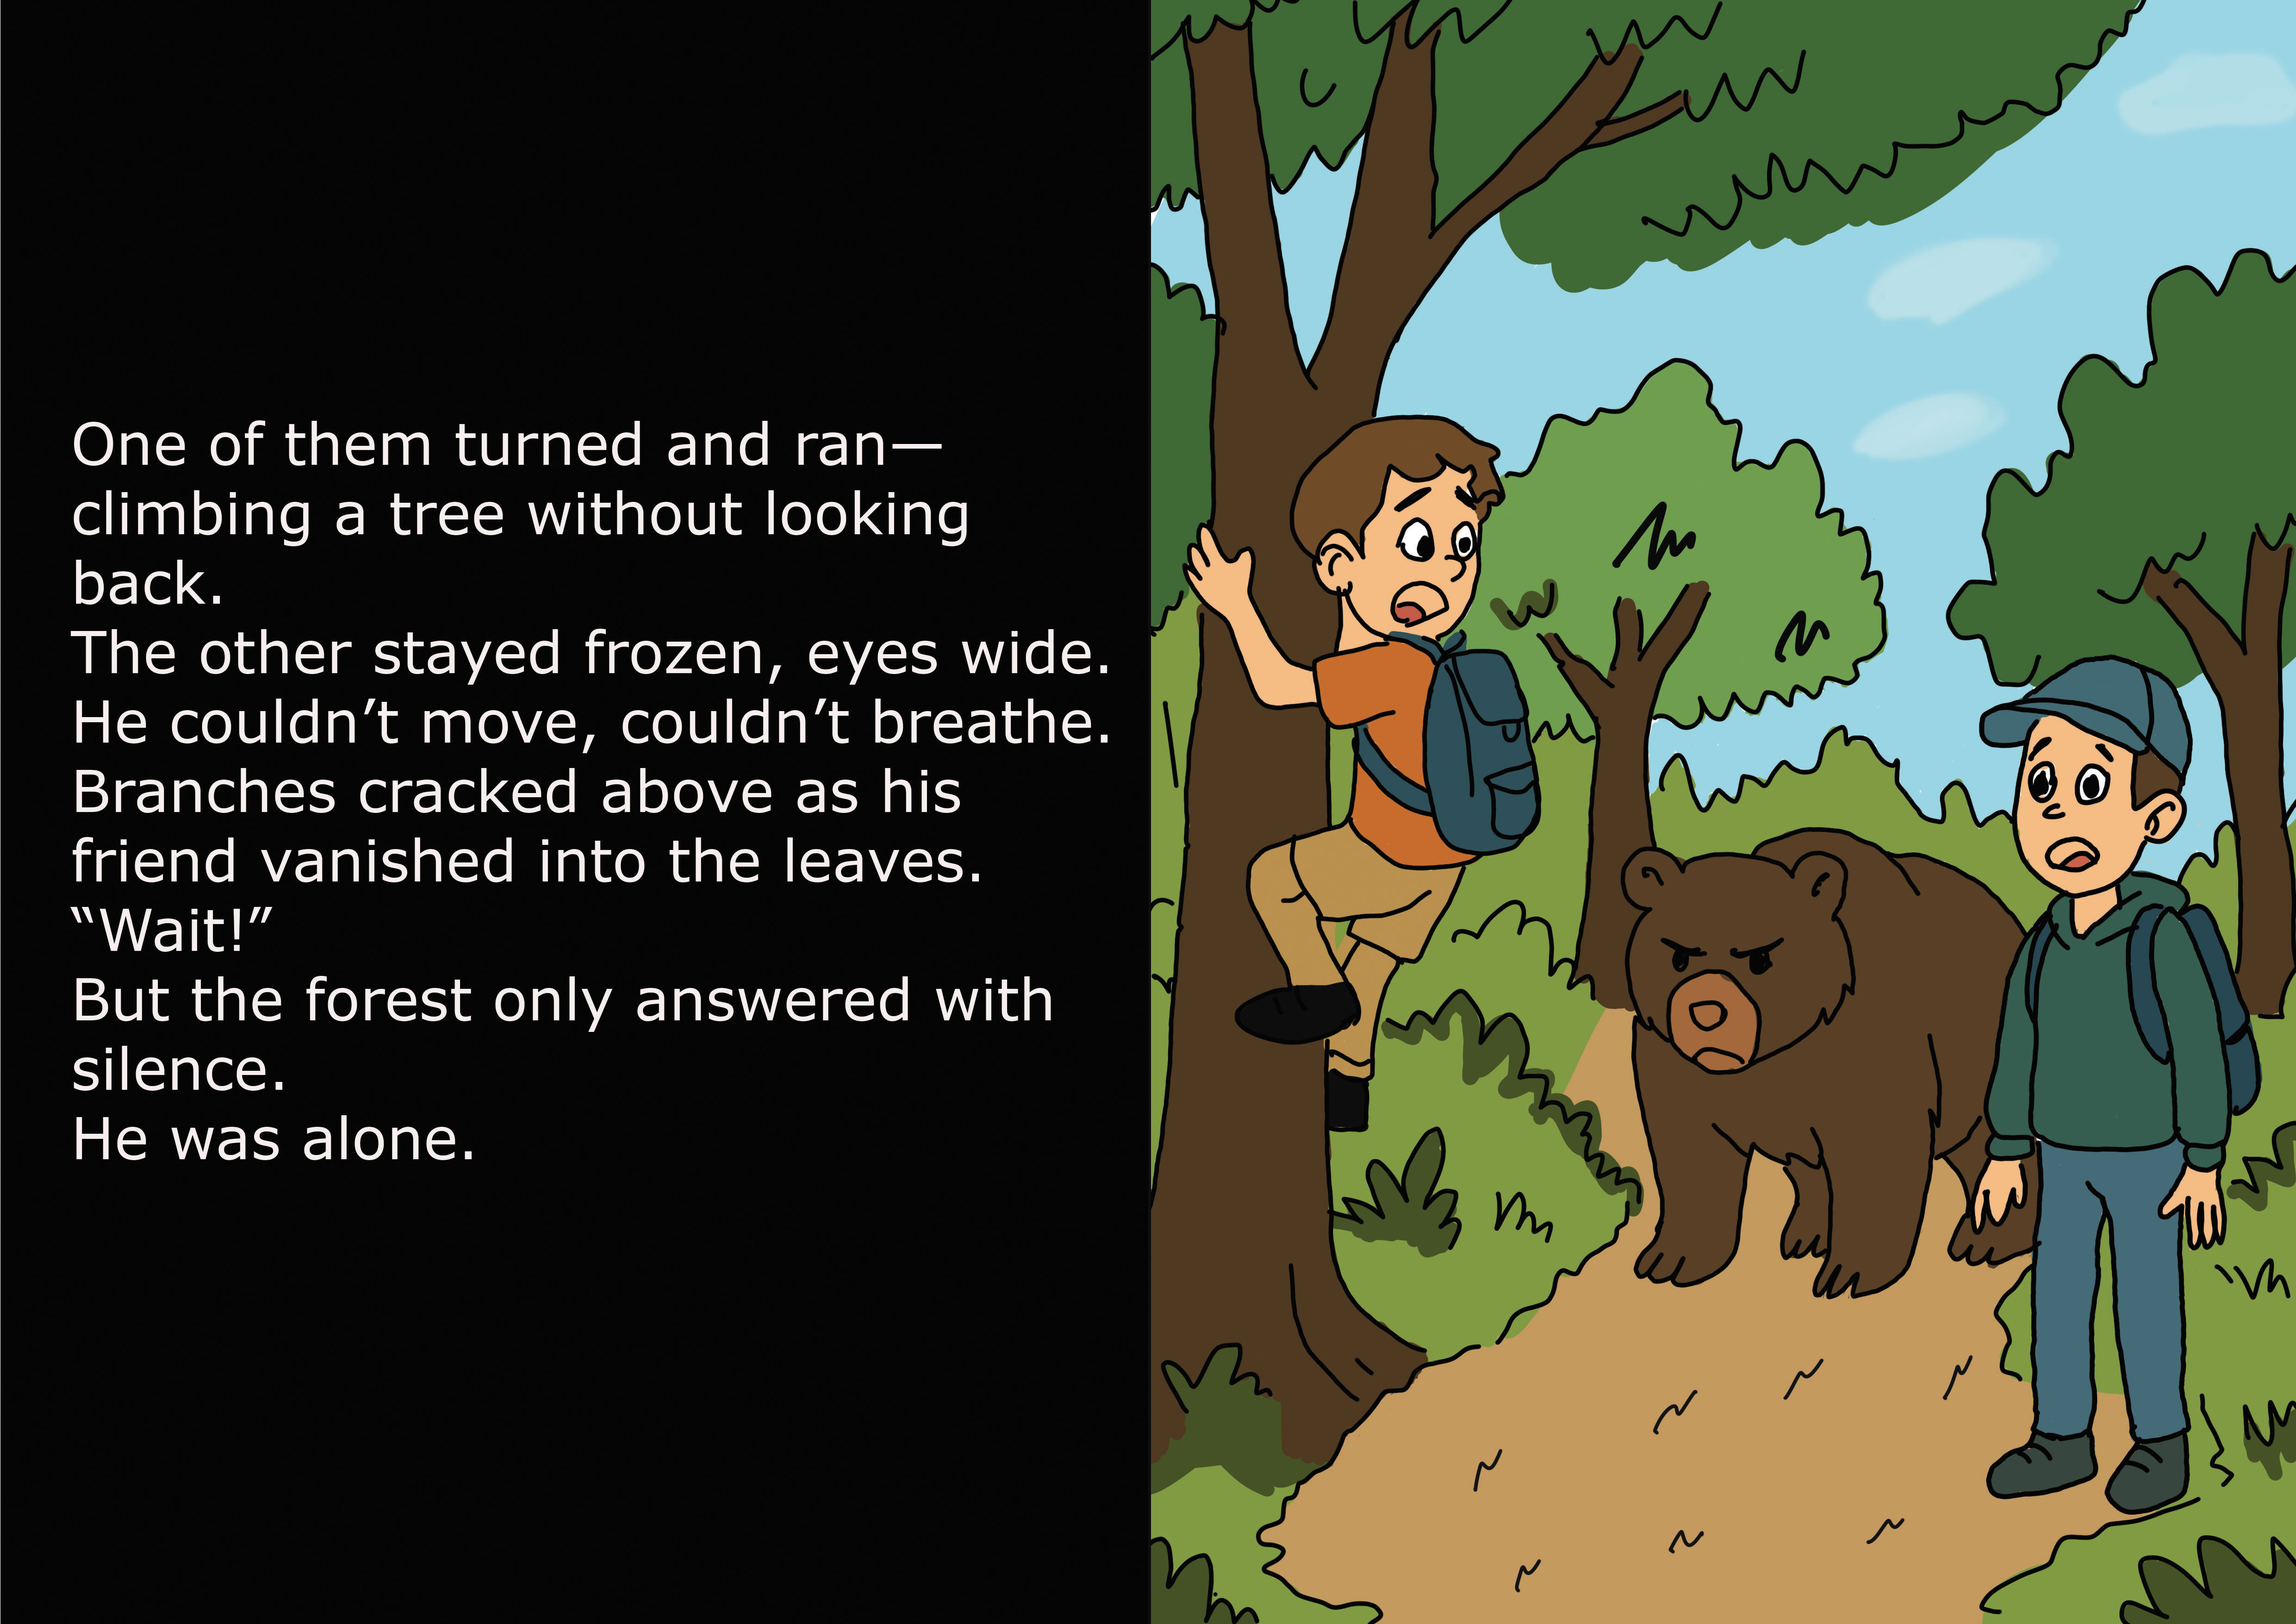 One of them turned and ran—
climbing a tree without looking
back.
The other stayed frozen, eyes wide.
He couldn’t move, couldn’t breathe.
Branches cracked above as his
friend vanished into the leaves.
“Wait!”
But the forest only answered with
silence.
He was alone.